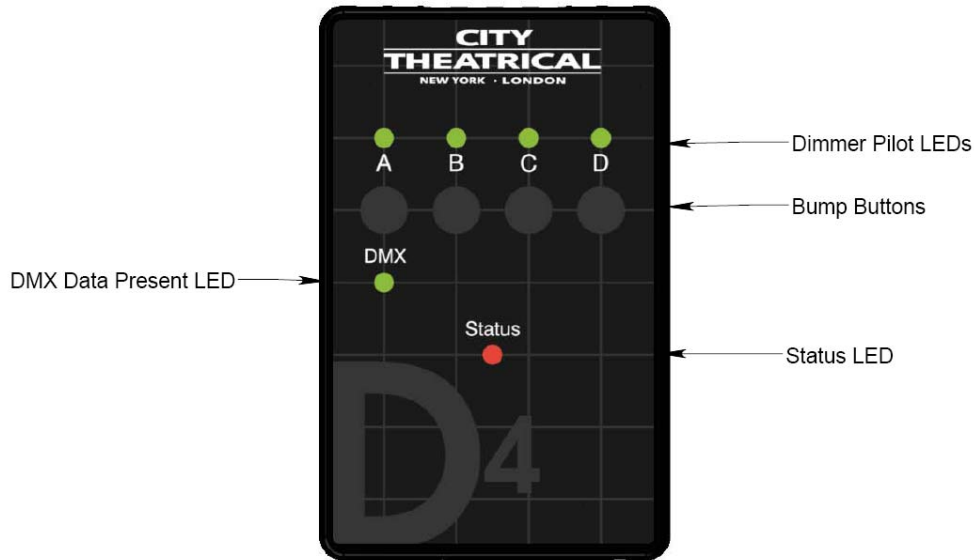 CITY
THEATRICAL
NEW YORK · LONDON
Dimmer Pilot LEDs
A B C D
Bump Buttons
DMX
DMX Data Present LED
Status
Status LED
D4